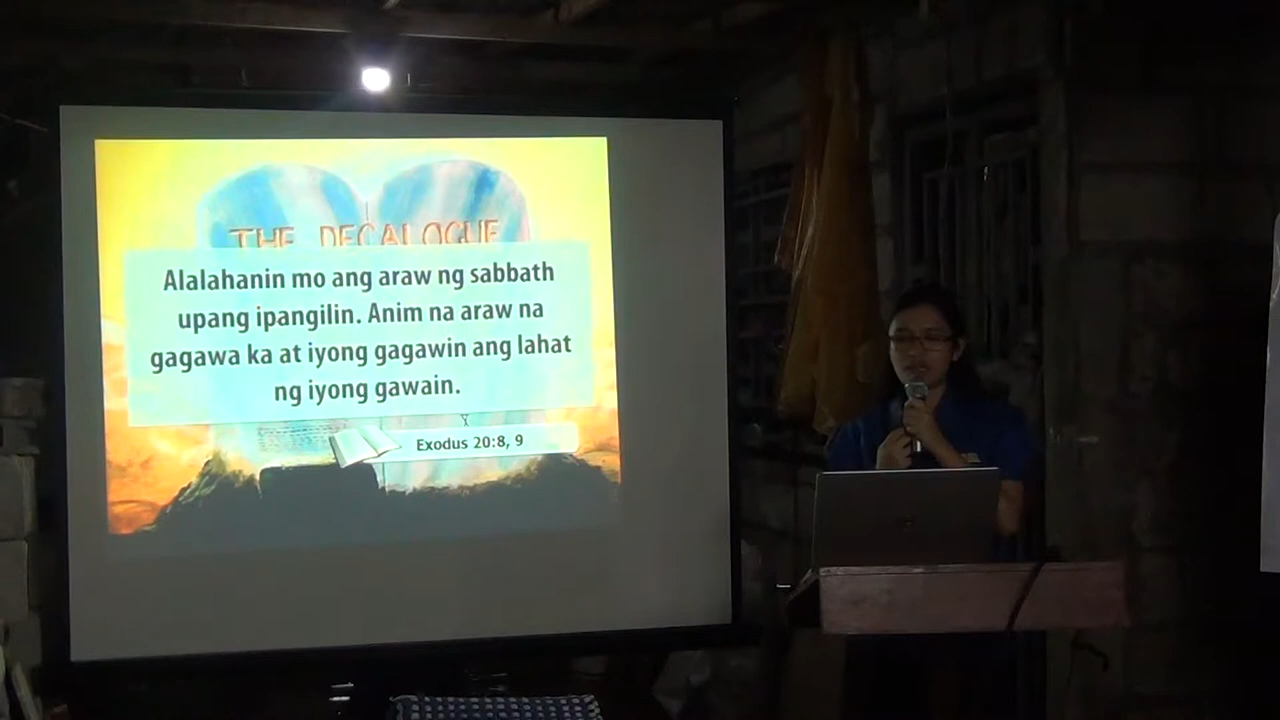 THE DECALOGUE
Alalahanin mo ang araw ng sabbath
upang ipangilin. Anim na araw na
gagawa ka at iyong gagawin ang lahat
ng iyong gawain.
Exodus 20:8, 9